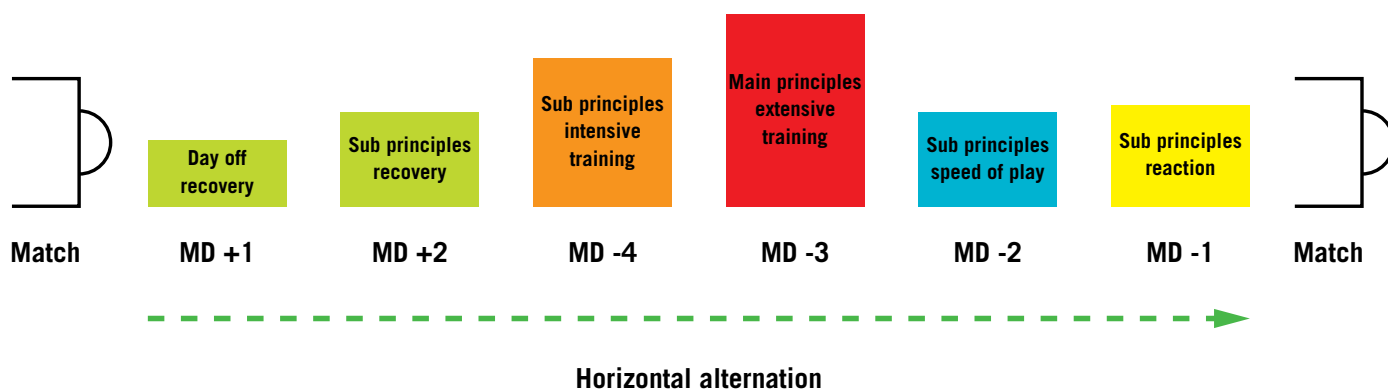 Day off
recovery
Sub principles
recovery
Sub principles
intensive
training
Main principles
extensive
training
Sub principles
speed of play
Sub principles
reaction
Match
MD +1
MD +2
MD -4
MD -3
MD -2
MD -1
Match
Horizontal alternation